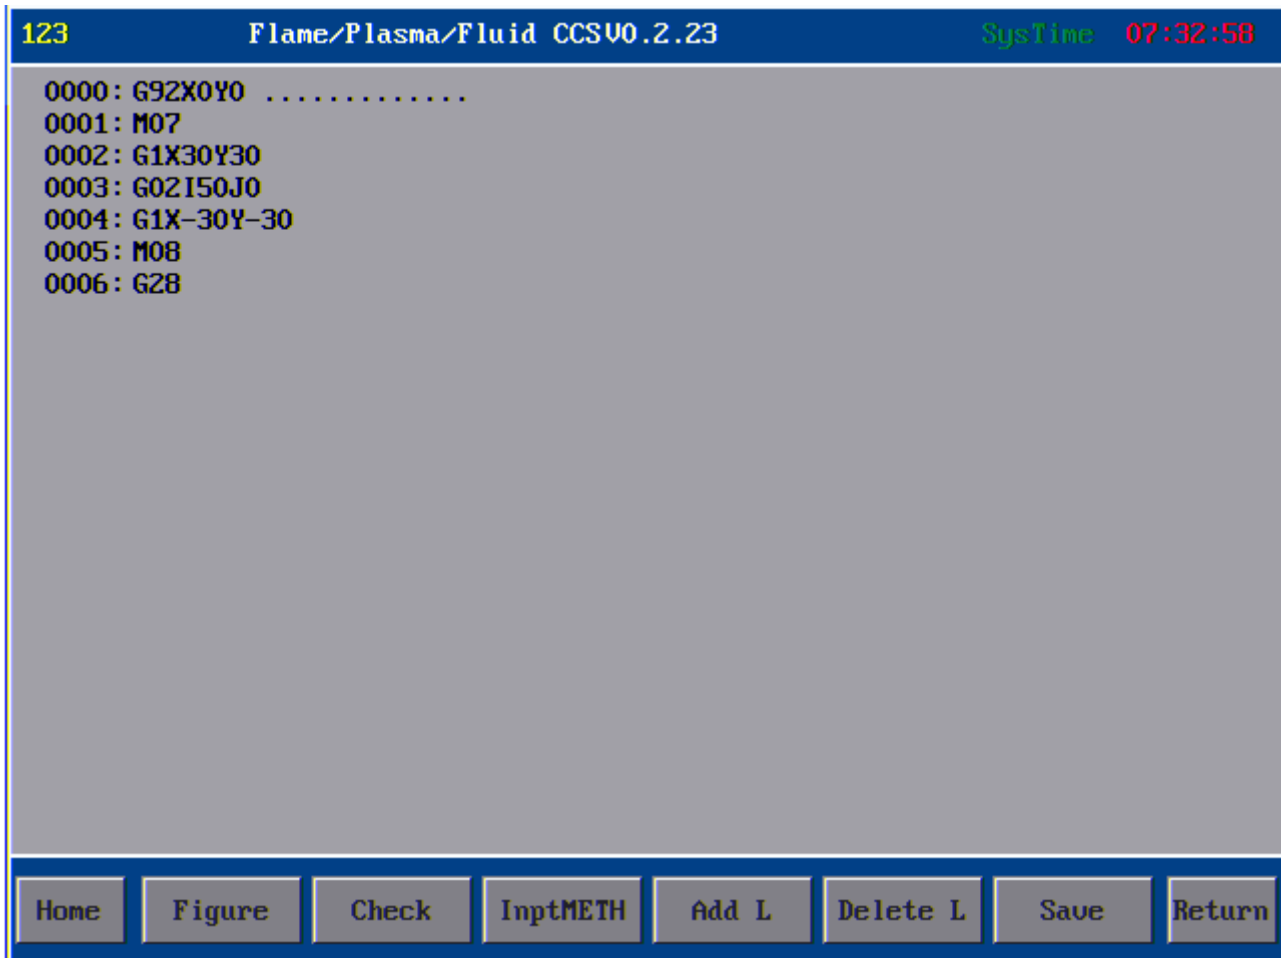 123 Flame/Plasma/Fluid CCSV0.2.23 SysTime 07:32:58
0000: G92X0Y0 .............
0001: M07
0002: G1X30Y30
0003: G02I50J0
0004: G1X-30Y-30
0005: M08
0006: G28
Home Figure Check InptMETH Add L Delete L Save Return